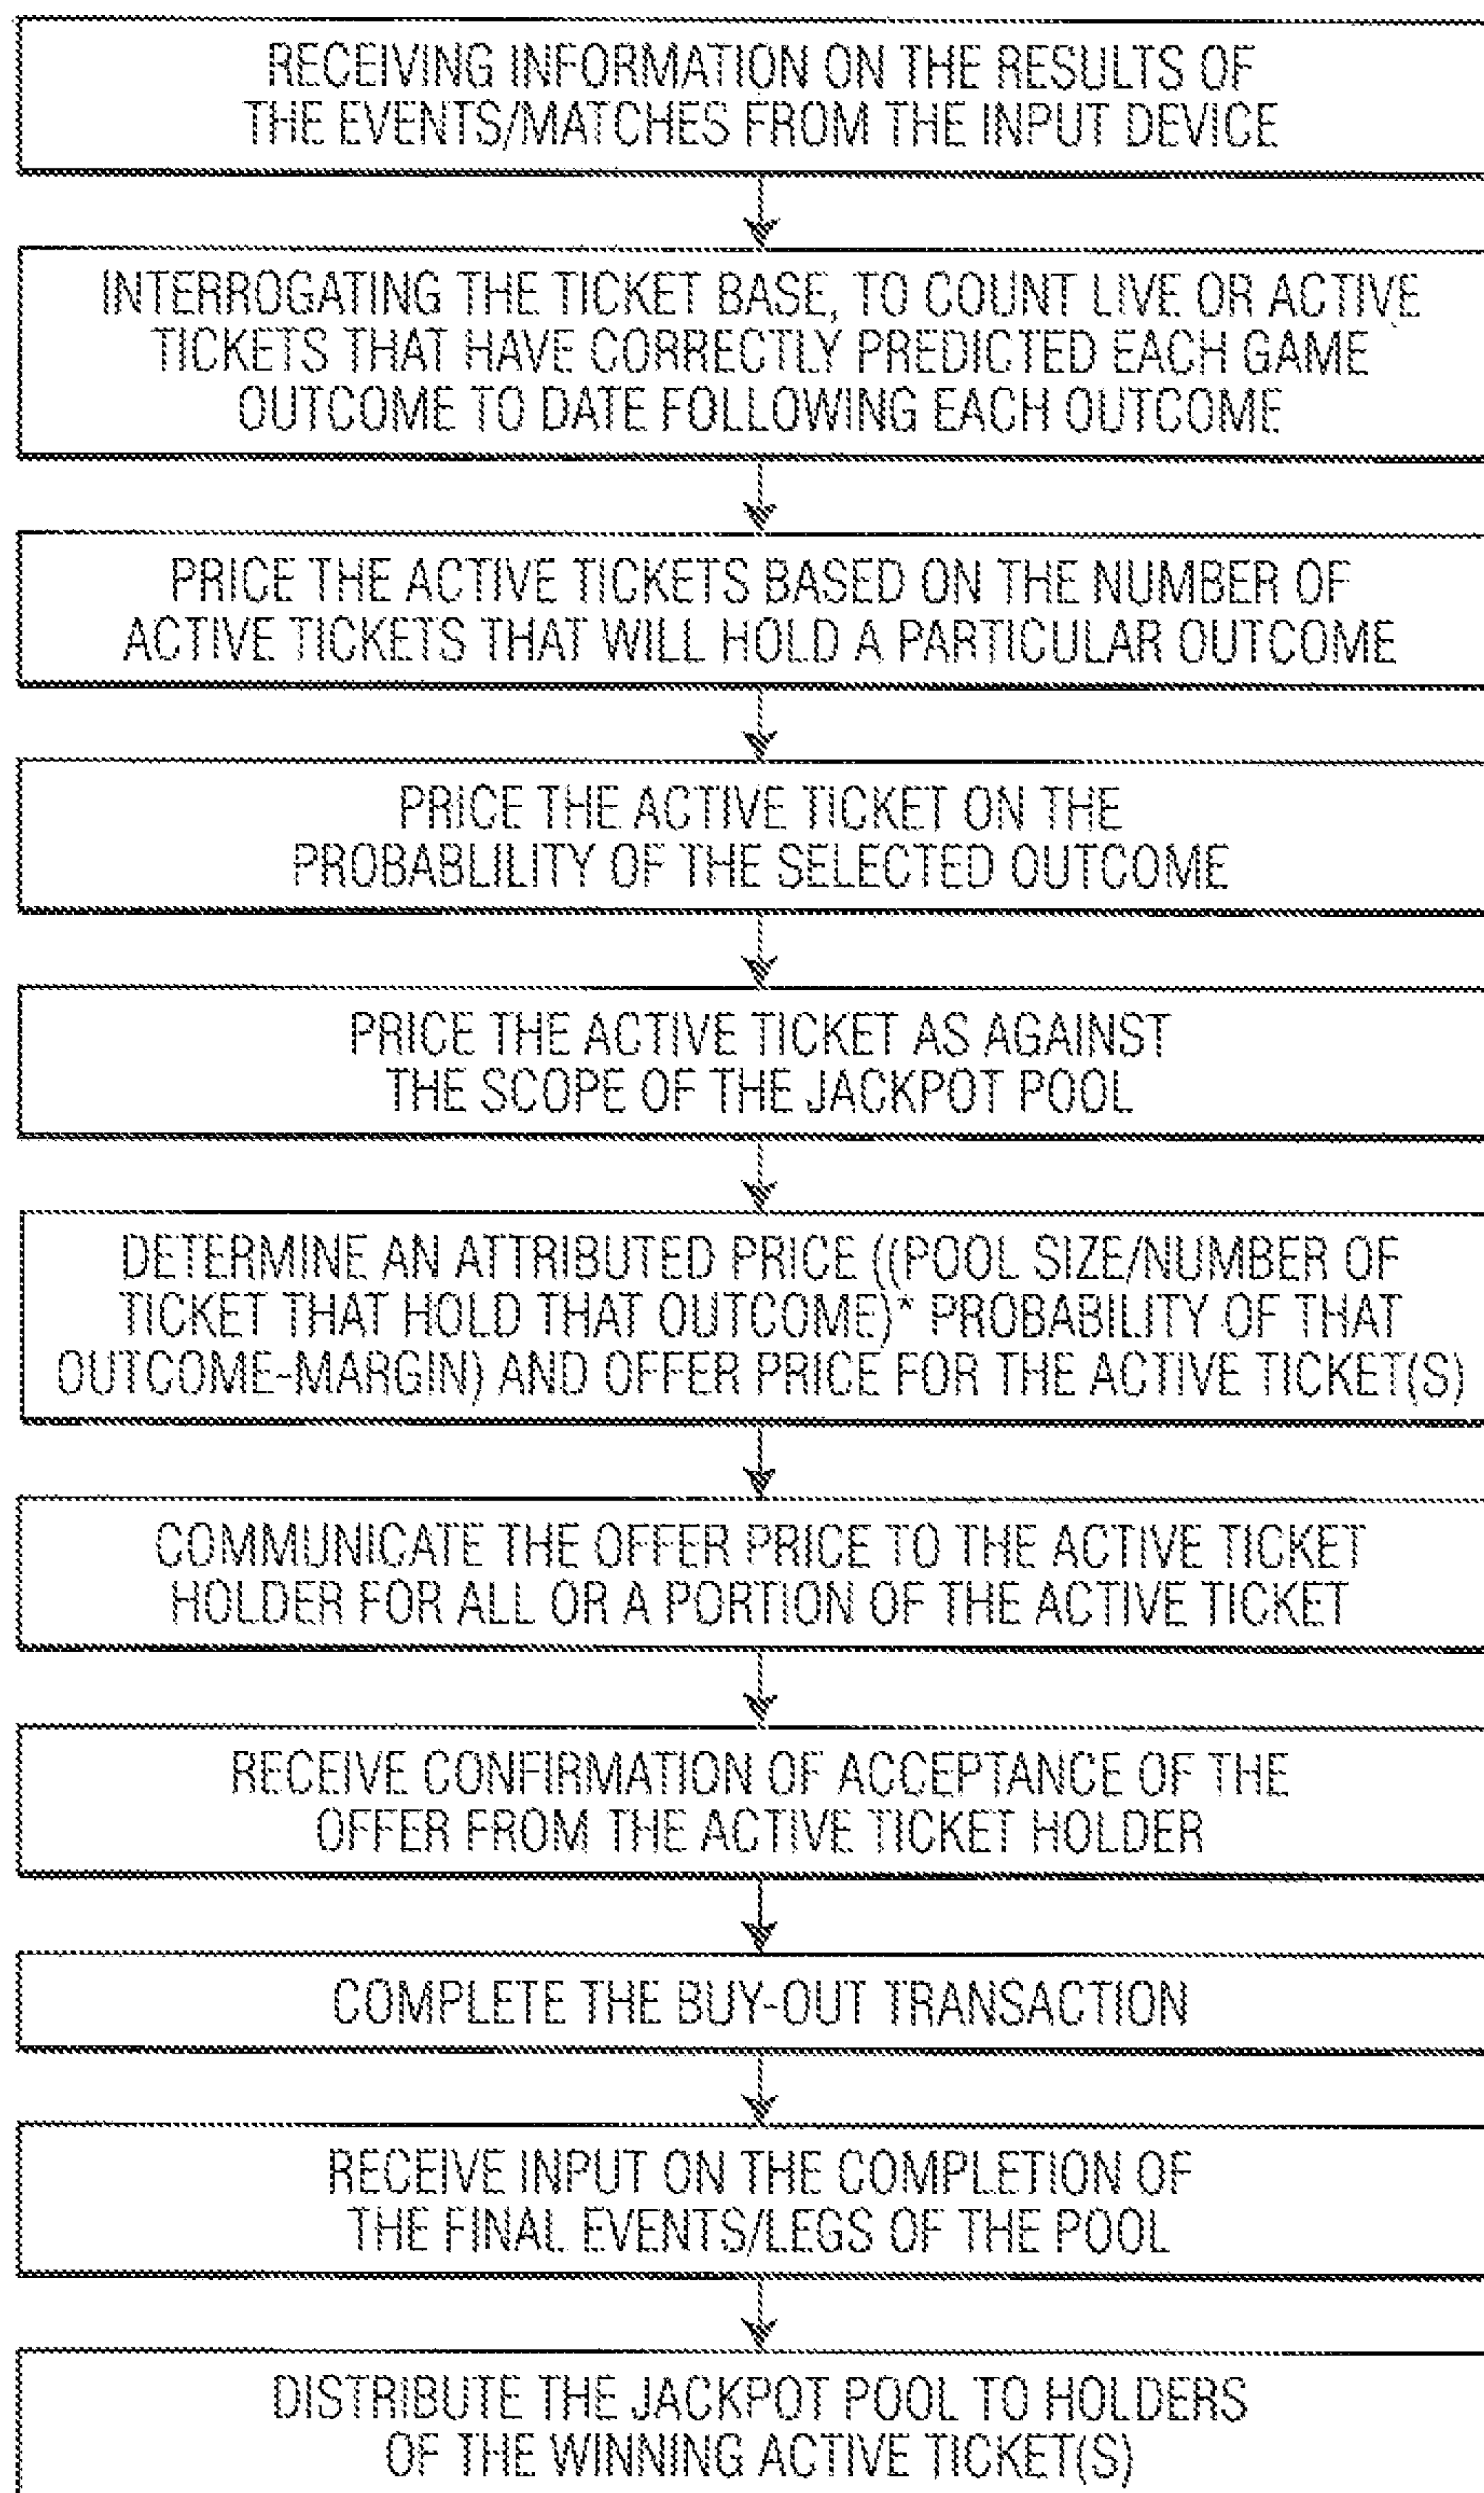 RECEIVING INFORMATION ON THE RESULTS OF
THE EVENTS/MATCHES FROM THE INPUT DEVICE
INTERROGATING THE TICKET BASE, TO COUNT LIVE OR ACTIVE
TICKETS THAT HAVE CORRECTLY PREDICTED EACH GAME
OUTCOME TO DATE FOLLOWING EACH OUTCOME
PRICE THE ACTIVE TICKETS BASED ON THE NUMBER OF
ACTIVE TICKETS THAT WILL HOLD A PARTICULAR OUTCOME
PRICE THE ACTIVE TICKET ON THE
PROBABLILITY OF THE SELECTED OUTCOME
PRICE THE ACTIVE TICKET AS AGAINST
THE SCOPE OF THE JACKPOT POOL
DETERMINE AN ATTRIBUTED PRICE ((POOL SIZE/NUMBER OF
TICKET THAT HOLD THAT OUTCOME)* PROBABILITY OF THAT
OUTCOME-MARGIN) AND OFFER PRICE FOR THE ACTIVE TICKET(S)
COMMUNICATE THE OFFER PRICE TO THE ACTIVE TICKET
HOLDER FOR ALL OR A PORTION OF THE ACTIVE TICKET
RECEIVE CONFIRMATION OF ACCEPTANCE OF THE
OFFER FROM THE ACTIVE TICKET HOLDER
COMPLETE THE BUY-OUT TRANSACTION
RECEIVE INPUT ON THE COMPLETION OF
THE FINAL EVENTS/LEGS OF THE POOL
DISTRIBUTE THE JACKPOT POOL TO HOLDERS
OF THE WINNING ACTIVE TICKET(S)